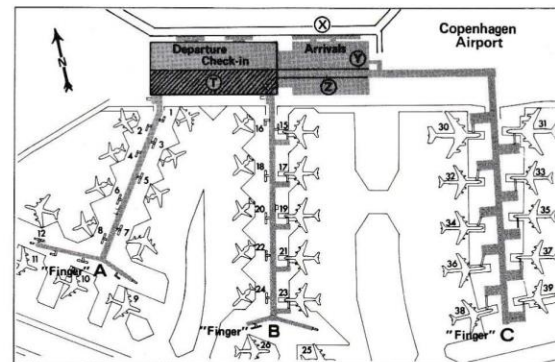 Copenhagen
Airport
X
Departure
Check-in
Arrivals
Y
T
Z
N
1
2
3
4
5
6
7
8
12
11
10
9
"Finger" A
16
15
18
17
20
19
22
21
24
23
"Finger" B
26
25
30
31
32
33
34
35
36
37
38
39
"Finger" C